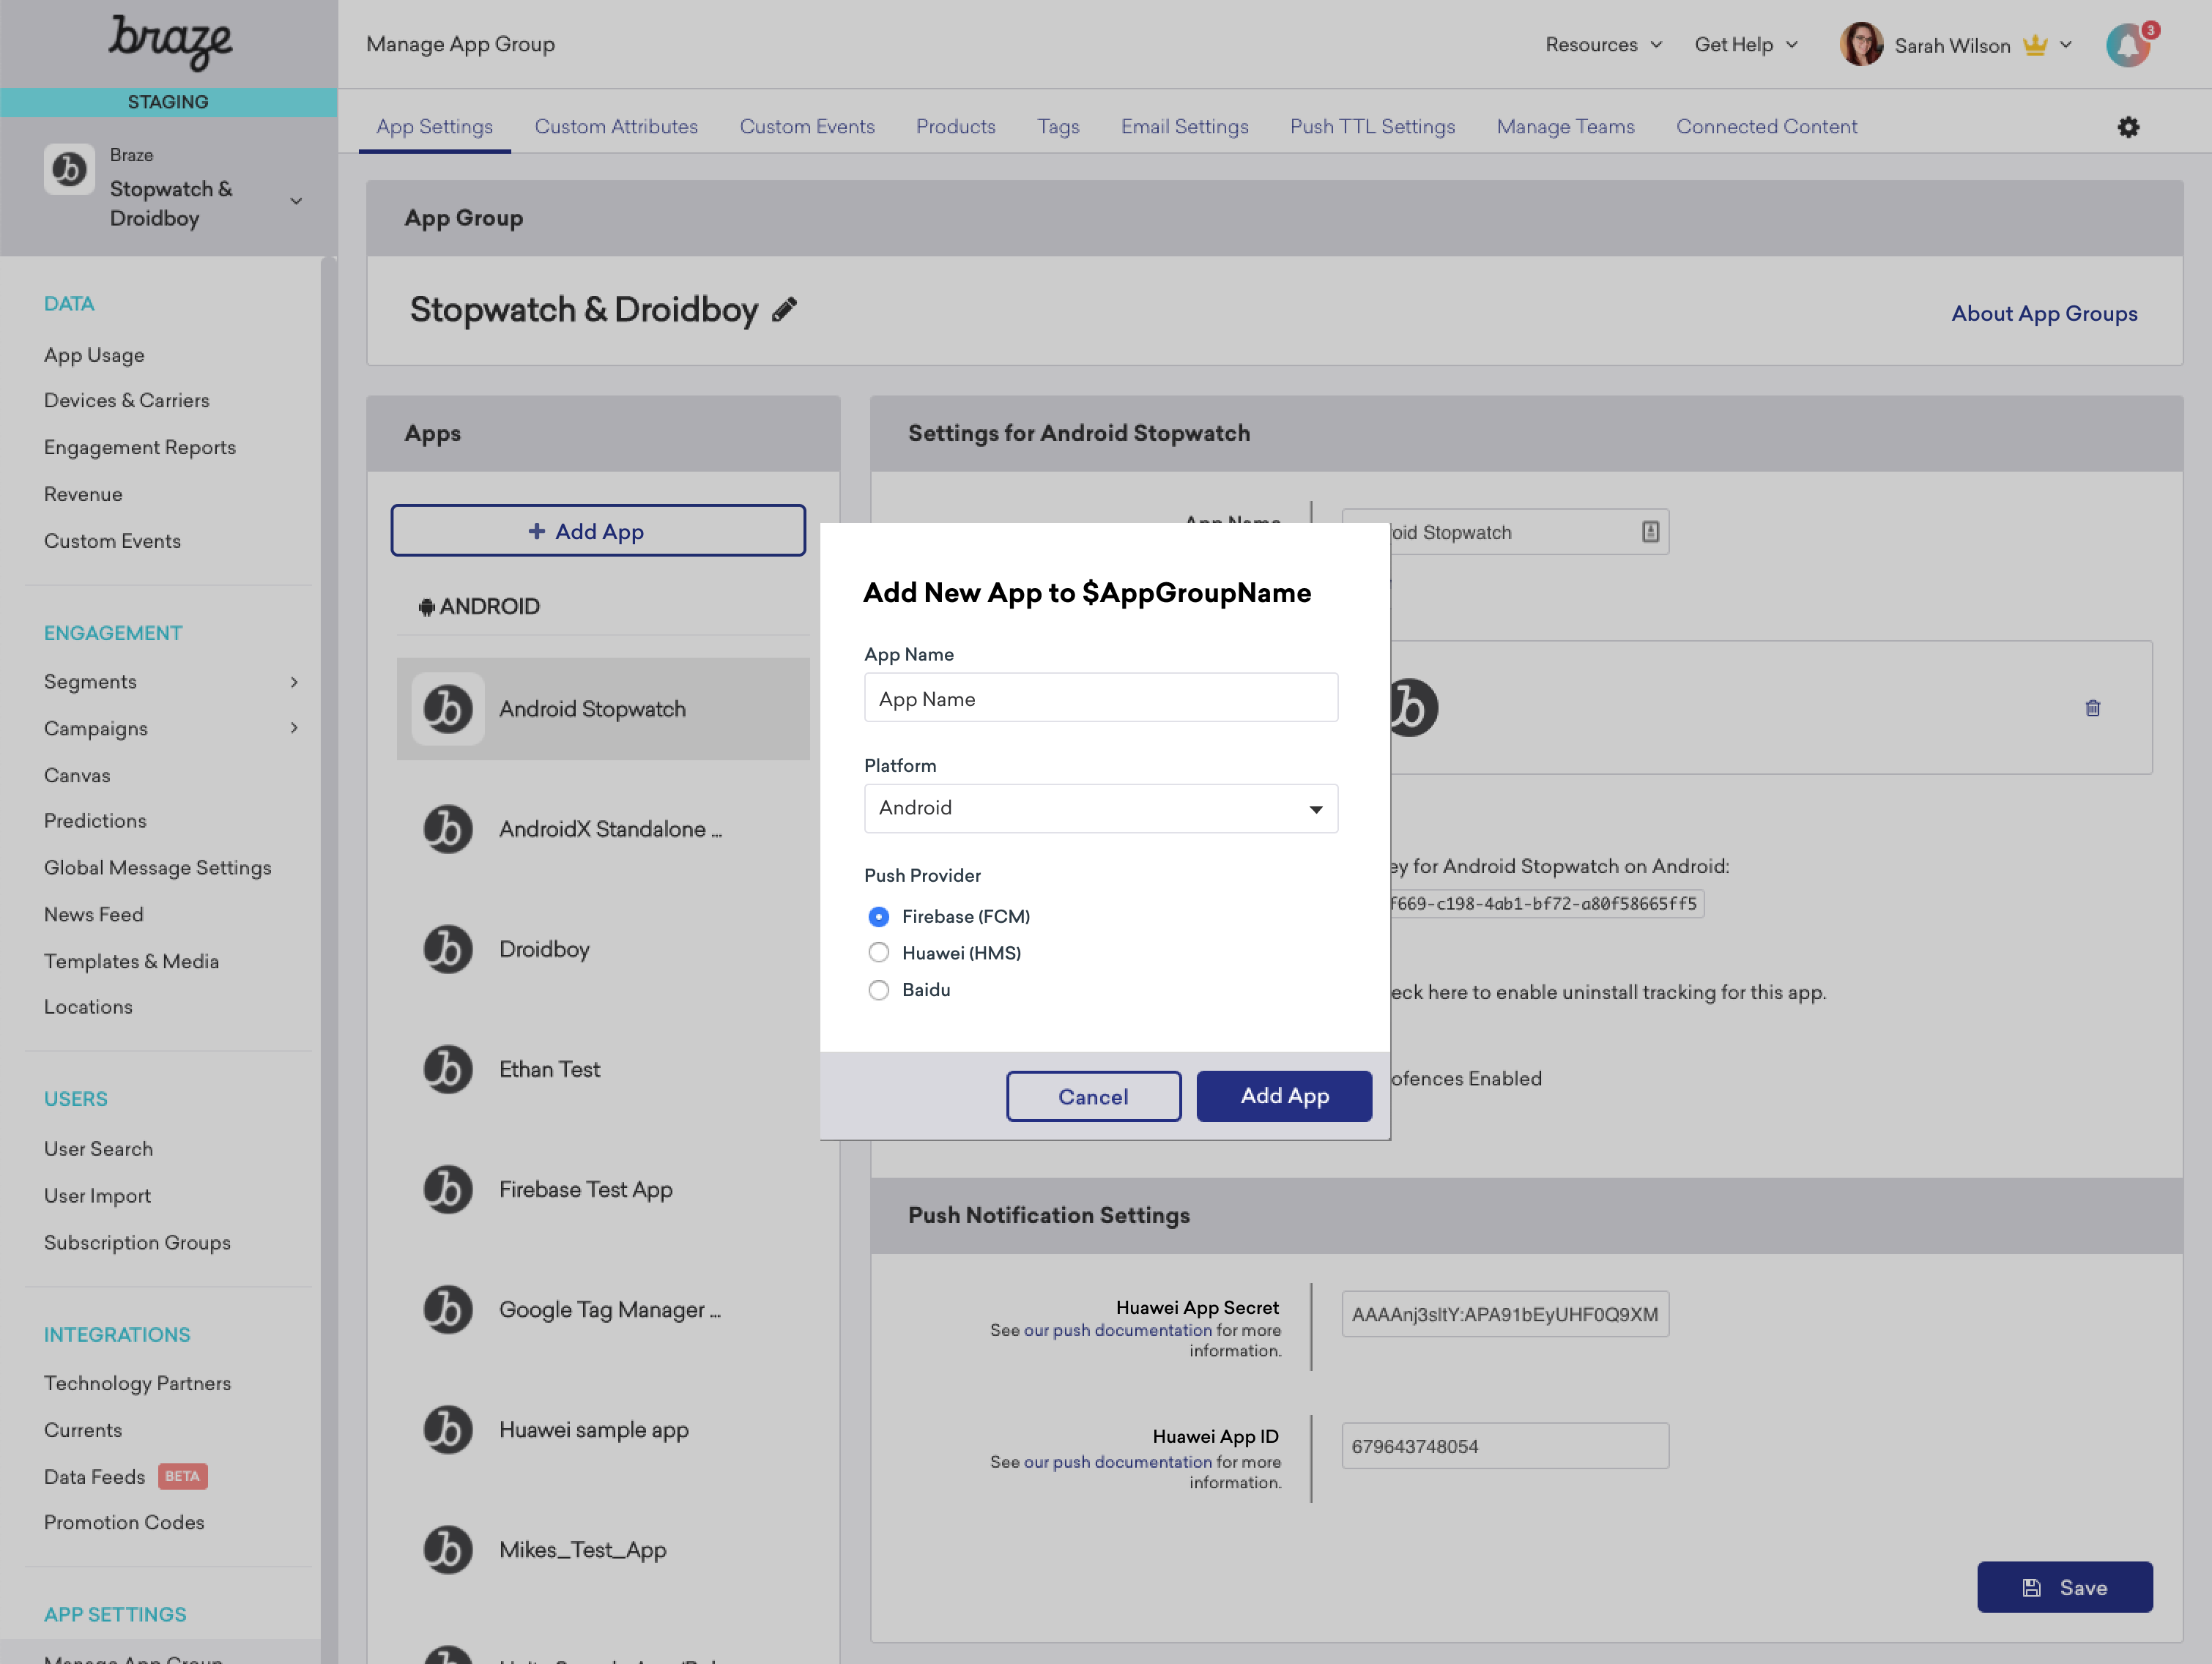 braze
STAGING
Braze
Stopwatch &
Droidboy
DATA
App Usage
Devices & Carriers
Engagement Reports
Revenue
Custom Events
ENGAGEMENT
Segments
Campaigns
Canvas
Predictions
Global Message Settings
News Feed
Templates & Media
Locations
USERS
User Search
User Import
Subscription Groups
INTEGRATIONS
Technology Partners
Currents
Data Feeds BETA
Promotion Codes
APP SETTINGS
Manage App Group
Manage App Group
Resources
Get Help
Sarah Wilson
3
App Settings
Custom Attributes
Custom Events
Products
Tags
Email Settings
Push TTL Settings
Manage Teams
Connected Content
App Group
Stopwatch & Droidboy
About App Groups
Apps
+ Add App
ANDROID
Android Stopwatch
AndroidX Standalone ...
Droidboy
Ethan Test
Firebase Test App
Google Tag Manager ...
Huawei sample app
Mikes_Test_App
Settings for Android Stopwatch
App Name
oid Stopwatch
ey for Android Stopwatch on Android:
f669-c198-4ab1-bf72-a80f58665ff5
eck here to enable uninstall tracking for this app.
ofences Enabled
Add New App to $AppGroupName
App Name
App Name
Platform
Android
Push Provider
Firebase (FCM)
Huawei (HMS)
Baidu
Cancel
Add App
Push Notification Settings
Huawei App Secret
See our push documentation for more
information.
AAAAnj3sltY:APA91bEyUHF0Q9XM
Huawei App ID
See our push documentation for more
information.
679643748054
Save